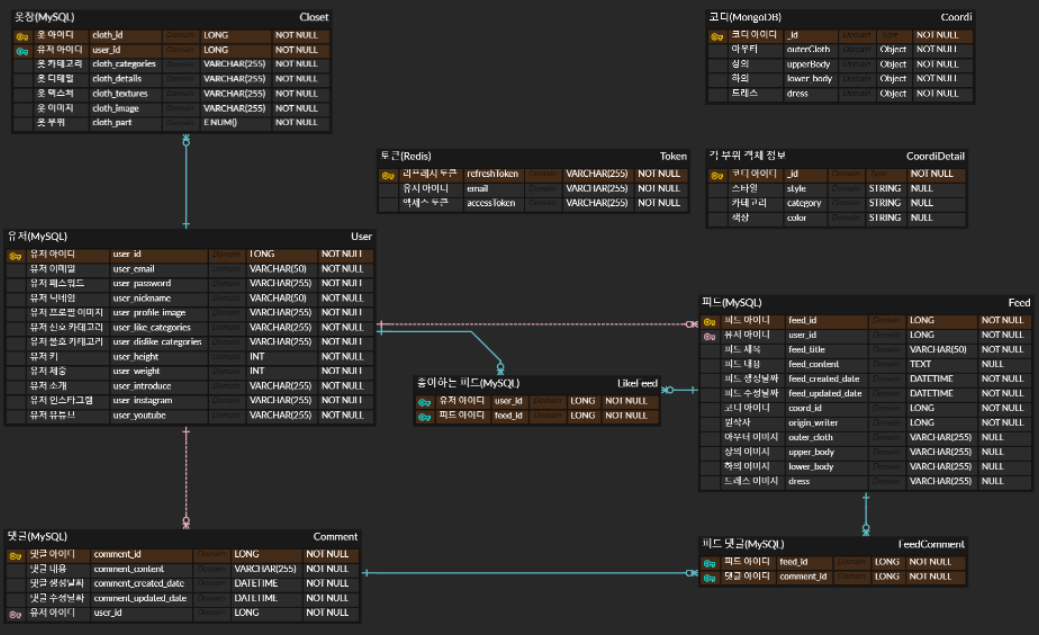 옷장(MySQL) Closet
옷 아이디 cloth_id Domain LONG NOT NULL
유저 아이디 user_id Domain LONG NOT NULL
옷 카테고리 cloth_categories Domain VARCHAR(255) NOT NULL
옷 디테일 cloth_details Domain VARCHAR(255) NOT NULL
옷 텍스처 cloth_textures Domain VARCHAR(255) NOT NULL
옷 이미지 cloth_image Domain VARCHAR(255) NOT NULL
옷 부위 cloth_part Domain ENUM() NOT NULL
코디(MongoDB) Coordi
코디 아이디 _id Domain Type NOT NULL
아우터 outerCloth Domain Object NOT NULL
상의 upperBody Domain Object NOT NULL
하의 lower_body Domain Object NOT NULL
드레스 dress Domain Object NOT NULL
토큰(Redis) Token
리프레시 토큰 refreshToken Domain VARCHAR(255) NOT NULL
유저 아이디 email Domain VARCHAR(255) NOT NULL
액세스 토큰 accessToken Domain VARCHAR(255) NOT NULL
각 부위 객체 정보 CoordiDetail
코디 아이디 _id Domain Type NOT NULL
스타일 style Domain STRING NULL
카테고리 category Domain STRING NULL
색상 color Domain STRING NULL
유저(MySQL) User
유저 아이디 user_id Domain LONG NOT NULL
유저 이메일 user_email Domain VARCHAR(50) NOT NULL
유저 패스워드 user_password Domain VARCHAR(255) NOT NULL
유저 닉네임 user_nickname Domain VARCHAR(50) NOT NULL
유저 프로필 이미지 user_profile_image Domain VARCHAR(255) NOT NULL
유저 선호 카테고리 user_like_categories Domain VARCHAR(255) NOT NULL
유저 불호 카테고리 user_dislike_categories Domain VARCHAR(255) NOT NULL
유저 키 user_height Domain INT NOT NULL
유저 체중 user_weight Domain INT NOT NULL
유저 소개 user_introduce Domain VARCHAR(255) NOT NULL
유저 인스타그램 user_instagram Domain VARCHAR(255) NOT NULL
유저 유튜브 user_youtube Domain VARCHAR(255) NOT NULL
피드(MySQL) Feed
피드 아이디 feed_id Domain LONG NOT NULL
유저 아이디 user_id Domain LONG NOT NULL
피드 제목 feed_title Domain VARCHAR(50) NOT NULL
피드 내용 feed_content Domain TEXT NULL
피드 생성날짜 feed_created_date Domain DATETIME NOT NULL
피드 수정날짜 feed_updated_date Domain DATETIME NOT NULL
코디 아이디 coord_id Domain LONG NOT NULL
원작자 origin_writer Domain LONG NOT NULL
아우터 이미지 outer_cloth Domain VARCHAR(255) NULL
상의 이미지 upper_body Domain VARCHAR(255) NULL
하의 이미지 lower_body Domain VARCHAR(255) NULL
드레스 이미지 dress Domain VARCHAR(255) NULL
좋아하는 피드(MySQL) LikeFeed
유저 아이디 user_id Domain LONG NOT NULL
피드 아이디 feed_id Domain LONG NOT NULL
댓글(MySQL) Comment
댓글 아이디 comment_id Domain LONG NOT NULL
댓글 내용 comment_content Domain VARCHAR(255) NOT NULL
댓글 생성날짜 comment_created_date Domain DATETIME NOT NULL
댓글 수정날짜 comment_updated_date Domain DATETIME NOT NULL
유저 아이디 user_id Domain LONG NOT NULL
피드 댓글(MySQL) FeedComment
피드 아이디 feed_id Domain LONG NOT NULL
댓글 아이디 comment_id Domain LONG NOT NULL